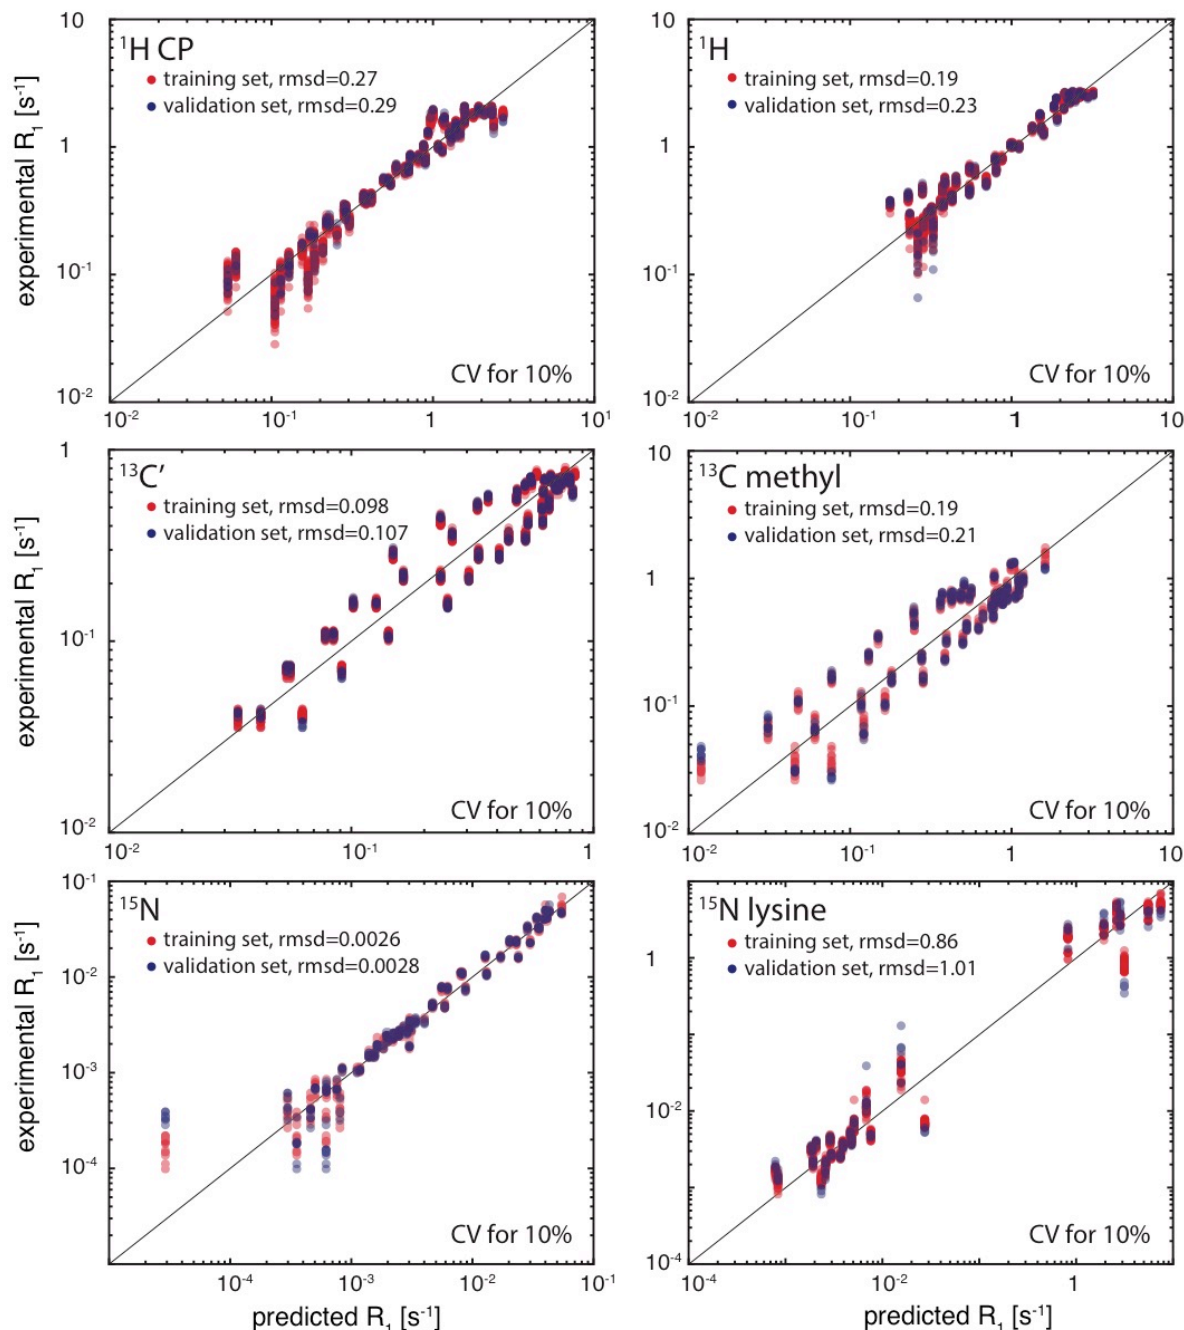 10
¹H CP
training set, rmsd=0.27
validation set, rmsd=0.29
1
experimental R₁ [s⁻¹]
10⁻¹
CV for 10%
10⁻²
10⁻² 10⁻¹ 1 10¹
10
¹H
training set, rmsd=0.19
validation set, rmsd=0.23
1
10⁻¹
CV for 10%
10⁻²
10⁻² 10⁻¹ 1 10
1
¹³C′
training set, rmsd=0.098
validation set, rmsd=0.107
experimental R₁ [s⁻¹]
10⁻¹
CV for 10%
10⁻²
10⁻² 10⁻¹ 1
10
¹³C methyl
training set, rmsd=0.19
validation set, rmsd=0.21
1
10⁻¹
CV for 10%
10⁻²
10⁻² 10⁻¹ 1 10
10⁻¹
¹⁵N
training set, rmsd=0.0026
validation set, rmsd=0.0028
10⁻²
experimental R₁ [s⁻¹]
10⁻³
10⁻⁴
CV for 10%
10⁻⁴ 10⁻³ 10⁻² 10⁻¹
predicted R₁ [s⁻¹]
¹⁵N lysine
training set, rmsd=0.86
validation set, rmsd=1.01
1
10⁻²
CV for 10%
10⁻⁴
10⁻⁴ 10⁻² 1
predicted R₁ [s⁻¹]